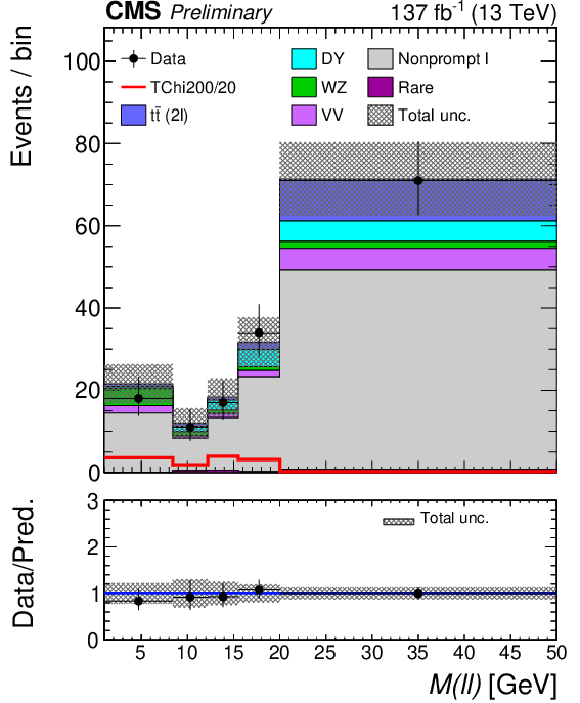 CMS Preliminary 137 fb⁻¹ (13 TeV)
Events / bin
100
80
60
40
20
0
Data
TChi200/20
tt̄ (2l)
DY
WZ
VV
Nonprompt l
Rare
Total unc.
Data/Pred.
3
2
1
0
Total unc.
5 10 15 20 25 30 35 40 45 50
M(ll) [GeV]